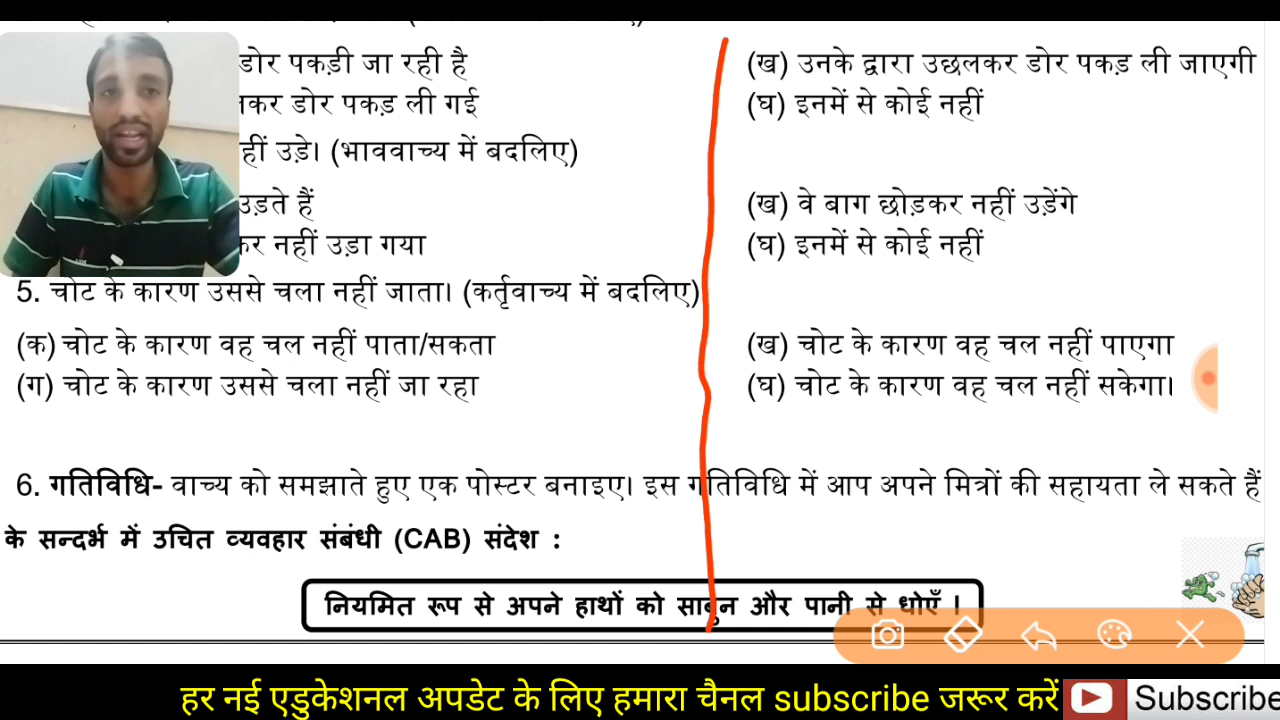 डोर पकड़ी जा रही है
(ख) उनके द्वारा उछलकर डोर पकड़ ली जाएगी
डोर पकड़ ली गई
(घ) इनमें से कोई नहीं
उड़े। (भाववाच्य में बदलिए)
उड़ते हैं
(ख) वे बाग छोड़कर नहीं उड़ेंगे
नहीं उड़ा गया
(घ) इनमें से कोई नहीं
5. चोट के कारण उससे चला नहीं जाता। (कर्तृवाच्य में बदलिए)
(क) चोट के कारण वह चल नहीं पाता/सकता
(ख) चोट के कारण वह चल नहीं पाएगा
(ग) चोट के कारण उससे चला नहीं जा रहा
(घ) चोट के कारण वह चल नहीं सकेगा।
6. गतिविधि- वाच्य को समझाते हुए एक पोस्टर बनाइए। इस गतिविधि में आप अपने मित्रों की सहायता ले सकते हैं
के सन्दर्भ में उचित व्यवहार संबंधी (CAB) संदेश :
नियमित रूप से अपने हाथों को साबुन और पानी से धोएँ ।
हर नई एडुकेशनल अपडेट के लिए हमारा चैनल subscribe जरूर करें
Subscribe